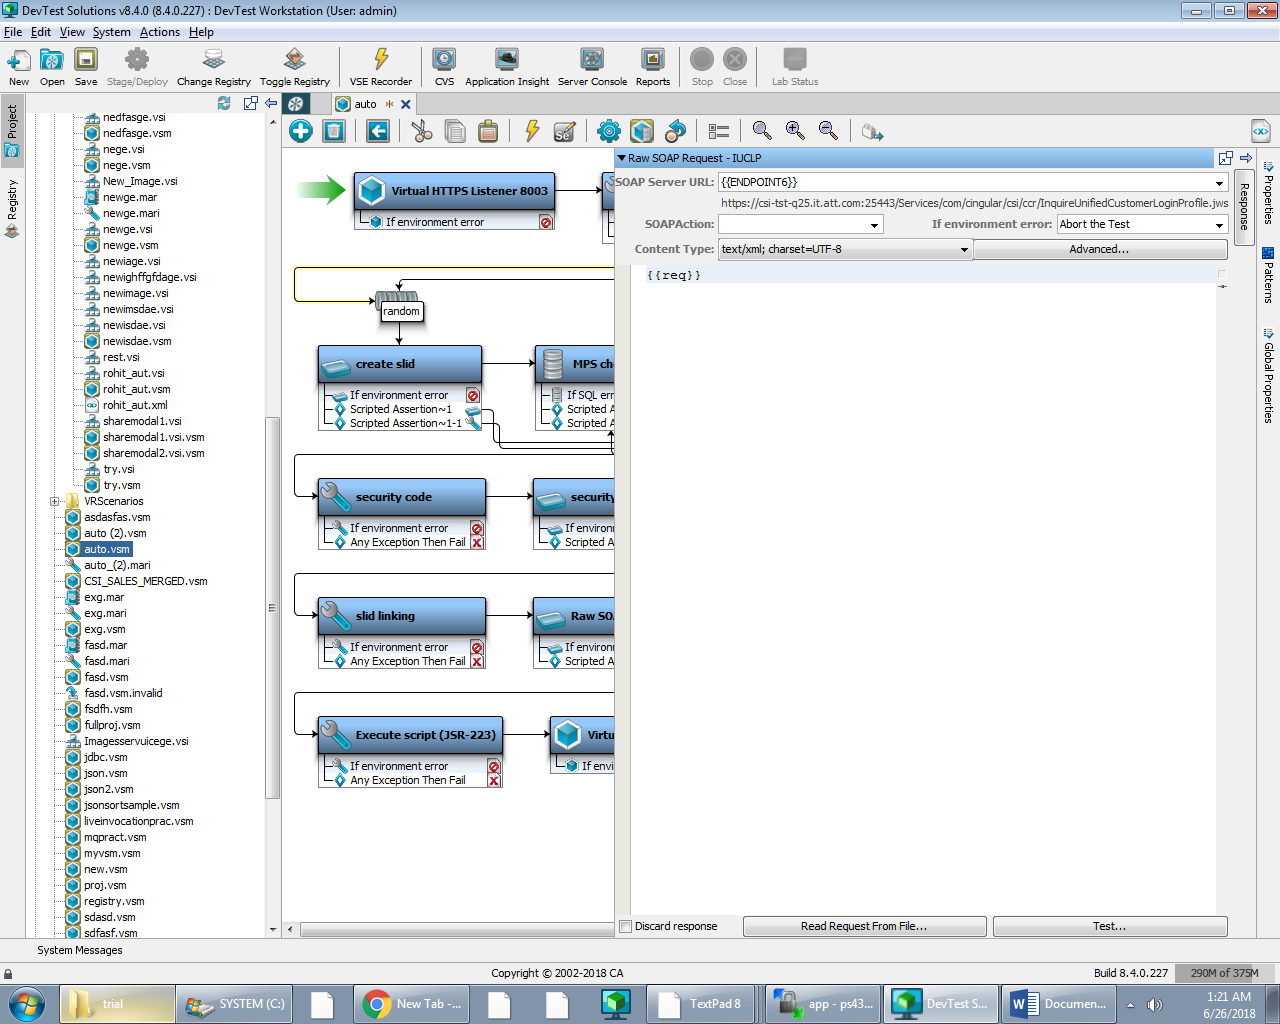 DevTest Solutions v8.4.0 (8.4.0.227) : DevTest Workstation (User: admin)
File Edit View System Actions Help
New Open Save Stage/Deploy Change Registry Toggle Registry VSE Recorder CVS Application Insight Server Console Reports Stop Close Lab Status
Project
Registry
nedfasge.vsi
nedfasge.vsm
nege.vsi
nege.vsm
New_Image.vsi
newge.mar
newge.mari
newge.vsi
newge.vsm
newiage.vsi
newighffgfdage.vsi
newimage.vsi
newimsdae.vsi
newisdae.vsi
newisdae.vsm
rest.vsi
rohit_aut.vsi
rohit_aut.vsm
rohit_aut.xml
sharemodal1.vsi
sharemodal1.vsi.vsm
sharemodal2.vsi.vsm
try.vsi
try.vsm
VRScenarios
asdasfas.vsm
auto (2).vsm
auto.vsm
auto_(2).mari
CSI_SALES_MERGED.vsm
exg.mar
exg.mari
exg.vsm
fasd.mar
fasd.mari
fasd.vsm
fasd.vsm.invalid
fsdfh.vsm
fullproj.vsm
Imagesservuicege.vsi
jdbc.vsm
json.vsm
json2.vsm
jsonsortsample.vsm
liveinvocationprac.vsm
mqpract.vsm
myvsm.vsm
new.vsm
proj.vsm
registry.vsm
sdasd.vsm
sdfasf.vsm
auto
Virtual HTTPS Listener 8003
If environment error
random
create slid
If environment error
Scripted Assertion~1
Scripted Assertion~1-1
MPS ch
If SQL err
Scripted A
Scripted A
security code
If environment error
Any Exception Then Fail
security
If enviro
Scripted A
slid linking
If environment error
Any Exception Then Fail
Raw SO
If enviro
Scripted A
Execute script (JSR-223)
If environment error
Any Exception Then Fail
Virtu
If envi
Raw SOAP Request - IUCLP
SOAP Server URL: {{ENDPOINT6}}
https://csi-tst-q25.it.att.com:25443/Services/com/cingular/csi/ccr/InquireUnifiedCustomerLoginProfile.jws
SOAPAction: If environment error: Abort the Test
Content Type: text/xml; charset=UTF-8 Advanced...
{{req}}
Discard response Read Request From File... Test...
Response
Properties
Patterns
Global Properties
System Messages
Copyright © 2002-2018 CA Build 8.4.0.227 290M of 375M
trial SYSTEM (C:) New Tab -... TextPad 8 app - ps43... DevTest S... Documen... 1:21 AM
6/26/2018